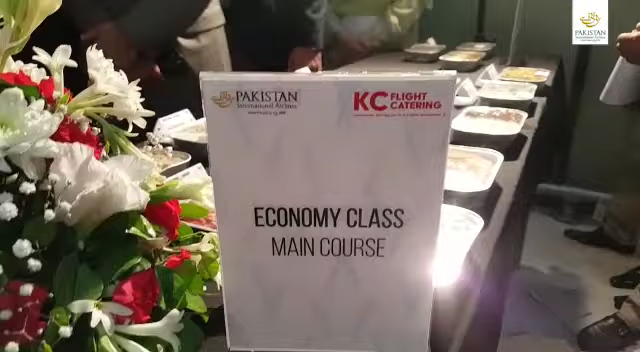 PAKISTAN
International Airlines
KC FLIGHT
CATERING
ECONOMY CLASS
MAIN COURSE
PAKISTAN